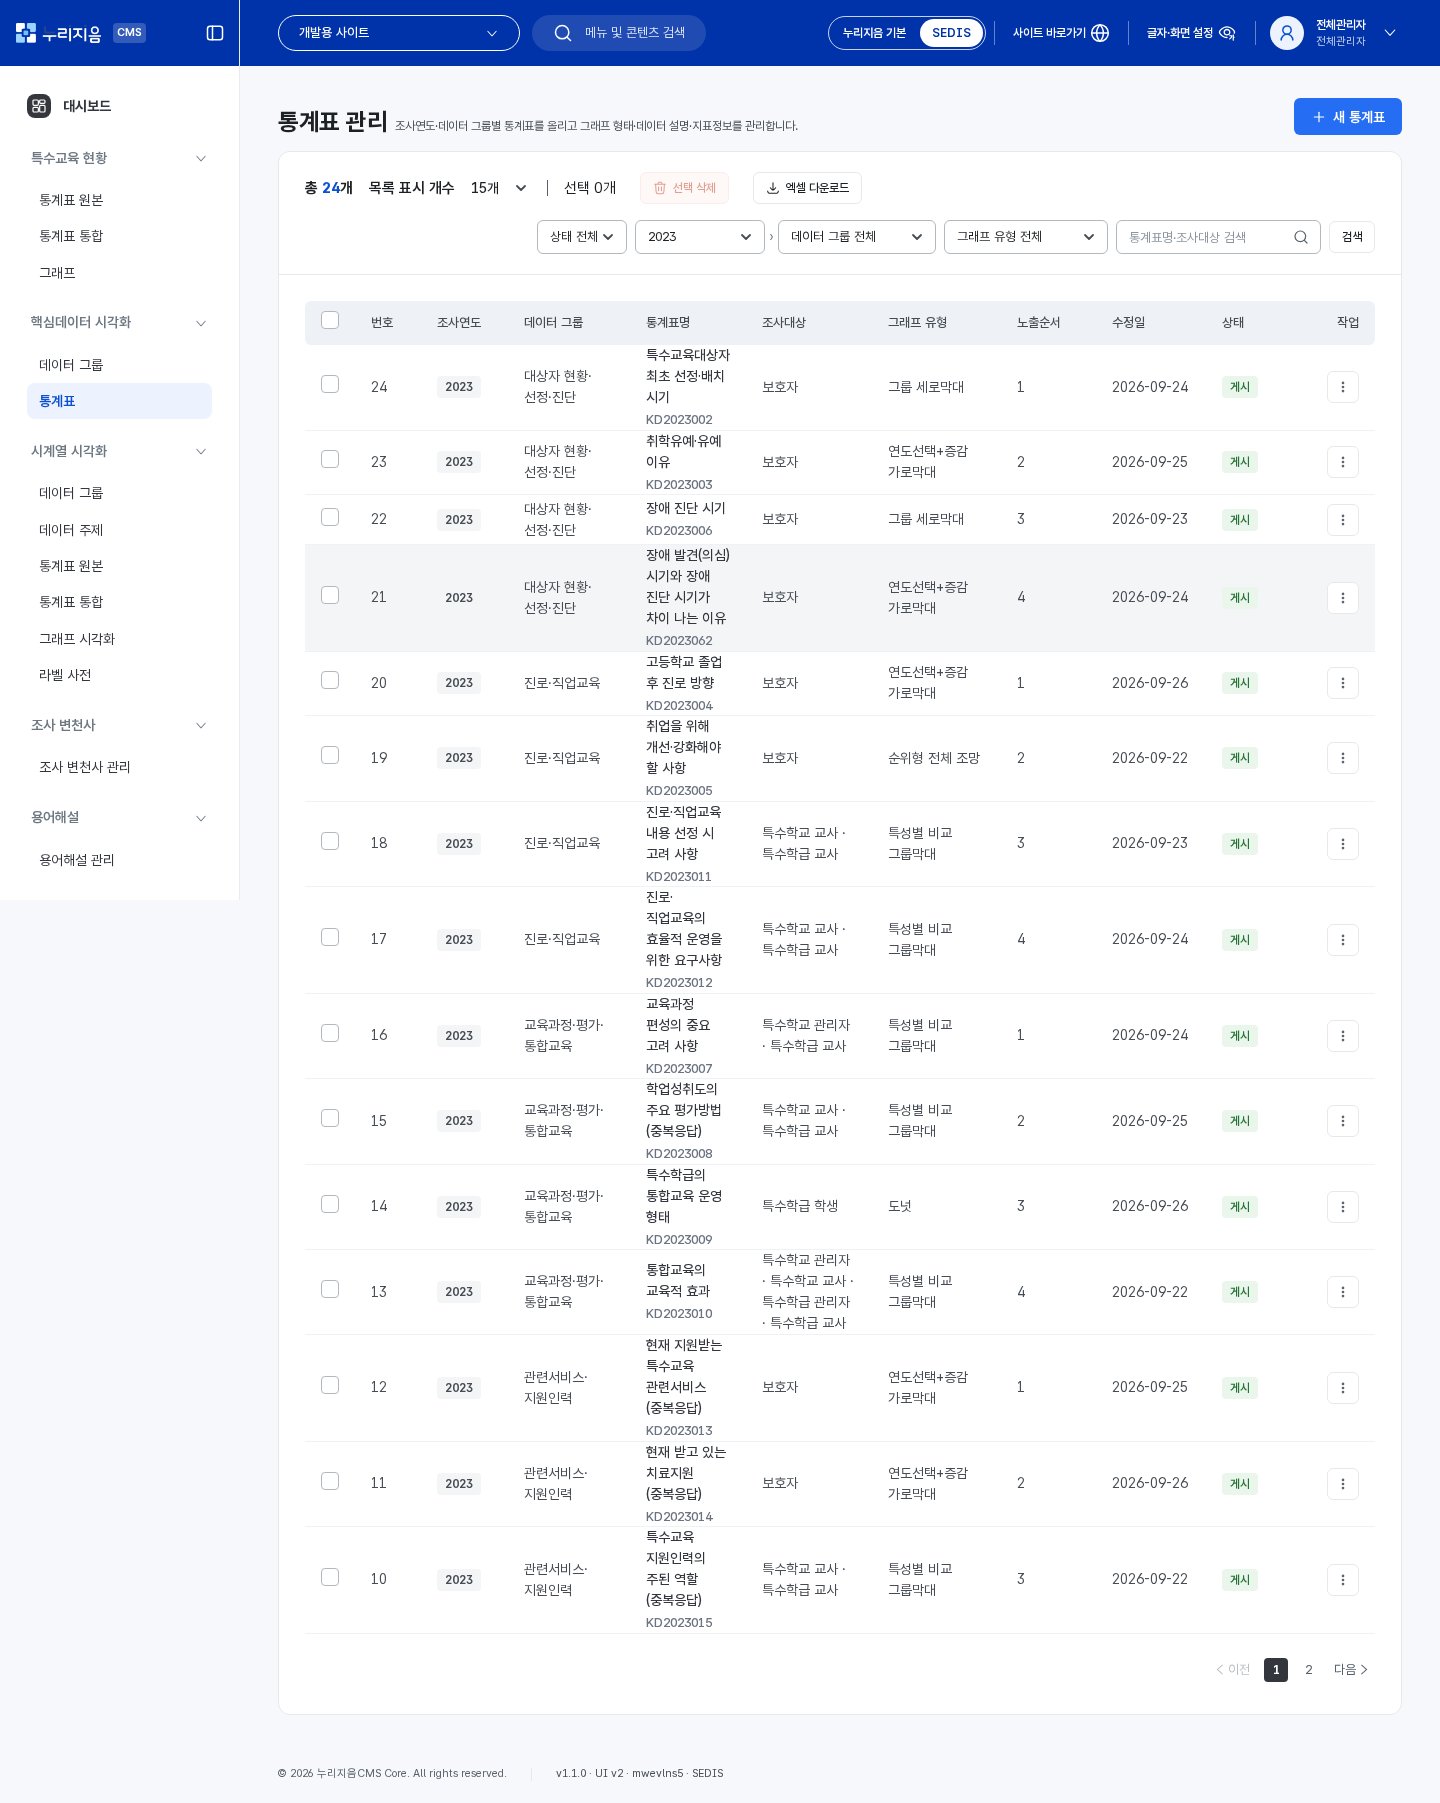 누리지음 CMS
개발용 사이트
메뉴 및 콘텐츠 검색
누리지음 기본 SEDIS
사이트 바로가기
글자·화면 설정
전체관리자
전체관리자
대시보드
특수교육 현황
통계표 원본
통계표 통합
그래프
핵심데이터 시각화
데이터 그룹
통계표
시계열 시각화
데이터 그룹
데이터 주제
통계표 원본
통계표 통합
그래프 시각화
라벨 사전
조사 변천사
조사 변천사 관리
용어해설
용어해설 관리
통계표 관리 조사연도·데이터 그룹별 통계표를 올리고 그래프 형태·데이터 설명·지표정보를 관리합니다.
새 통계표
총 24개 목록 표시 개수 15개 선택 0개 선택 삭제 엑셀 다운로드
상태 전체 2023 › 데이터 그룹 전체 그래프 유형 전체 통계표명·조사대상 검색 검색
번호 조사연도 데이터 그룹 통계표명 조사대상 그래프 유형 노출순서 수정일 상태 작업
24 2023 대상자 현황·선정·진단 특수교육대상자 최초 선정·배치 시기 KD2023002 보호자 그룹 세로막대 1 2026-09-24 게시
23 2023 대상자 현황·선정·진단 취학유예·유예 이유 KD2023003 보호자 연도선택+증감 가로막대 2 2026-09-25 게시
22 2023 대상자 현황·선정·진단 장애 진단 시기 KD2023006 보호자 그룹 세로막대 3 2026-09-23 게시
21 2023 대상자 현황·선정·진단 장애 발견(의심) 시기와 장애 진단 시기가 차이 나는 이유 KD2023062 보호자 연도선택+증감 가로막대 4 2026-09-24 게시
20 2023 진로·직업교육 고등학교 졸업 후 진로 방향 KD2023004 보호자 연도선택+증감 가로막대 1 2026-09-26 게시
19 2023 진로·직업교육 취업을 위해 개선·강화해야 할 사항 KD2023005 보호자 순위형 전체 조망 2 2026-09-22 게시
18 2023 진로·직업교육 진로·직업교육 내용 선정 시 고려 사항 KD2023011 특수학교 교사 · 특수학급 교사 특성별 비교 그룹막대 3 2026-09-23 게시
17 2023 진로·직업교육 진로·직업교육의 효율적 운영을 위한 요구사항 KD2023012 특수학교 교사 · 특수학급 교사 특성별 비교 그룹막대 4 2026-09-24 게시
16 2023 교육과정·평가·통합교육 교육과정 편성의 중요 고려 사항 KD2023007 특수학교 관리자 · 특수학급 교사 특성별 비교 그룹막대 1 2026-09-24 게시
15 2023 교육과정·평가·통합교육 학업성취도의 주요 평가방법 (중복응답) KD2023008 특수학교 교사 · 특수학급 교사 특성별 비교 그룹막대 2 2026-09-25 게시
14 2023 교육과정·평가·통합교육 특수학급의 통합교육 운영 형태 KD2023009 특수학급 학생 도넛 3 2026-09-26 게시
13 2023 교육과정·평가·통합교육 통합교육의 교육적 효과 KD2023010 특수학교 관리자 · 특수학교 교사 · 특수학급 관리자 · 특수학급 교사 특성별 비교 그룹막대 4 2026-09-22 게시
12 2023 관련서비스·지원인력 현재 지원받는 특수교육 관련서비스 (중복응답) KD2023013 보호자 연도선택+증감 가로막대 1 2026-09-25 게시
11 2023 관련서비스·지원인력 현재 받고 있는 치료지원 (중복응답) KD2023014 보호자 연도선택+증감 가로막대 2 2026-09-26 게시
10 2023 관련서비스·지원인력 특수교육 지원인력의 주된 역할 (중복응답) KD2023015 특수학교 교사 · 특수학급 교사 특성별 비교 그룹막대 3 2026-09-22 게시
이전 1 2 다음
© 2026 누리지음CMS Core. All rights reserved. v1.1.0 · UI v2 · mwevlns5 · SEDIS